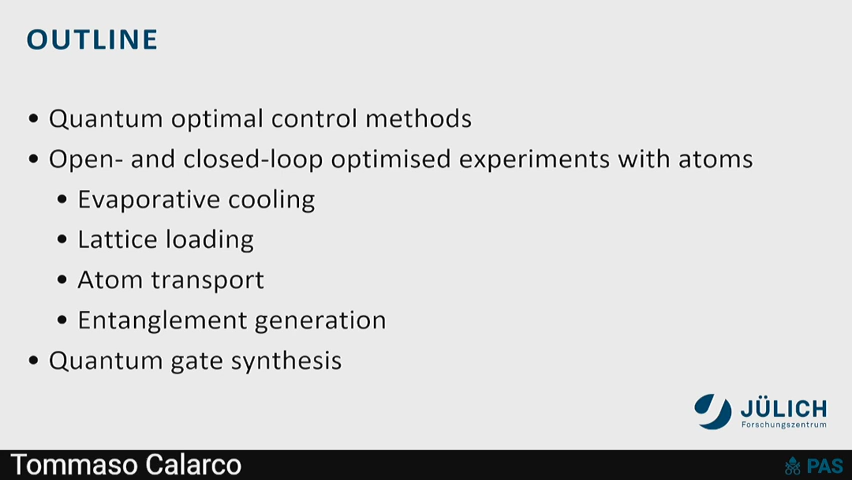 OUTLINE
• Quantum optimal control methods
• Open- and closed-loop optimised experiments with atoms
• Evaporative cooling
• Lattice loading
• Atom transport
• Entanglement generation
• Quantum gate synthesis
JÜLICH
Forschungszentrum
Tommaso Calarco
PAS